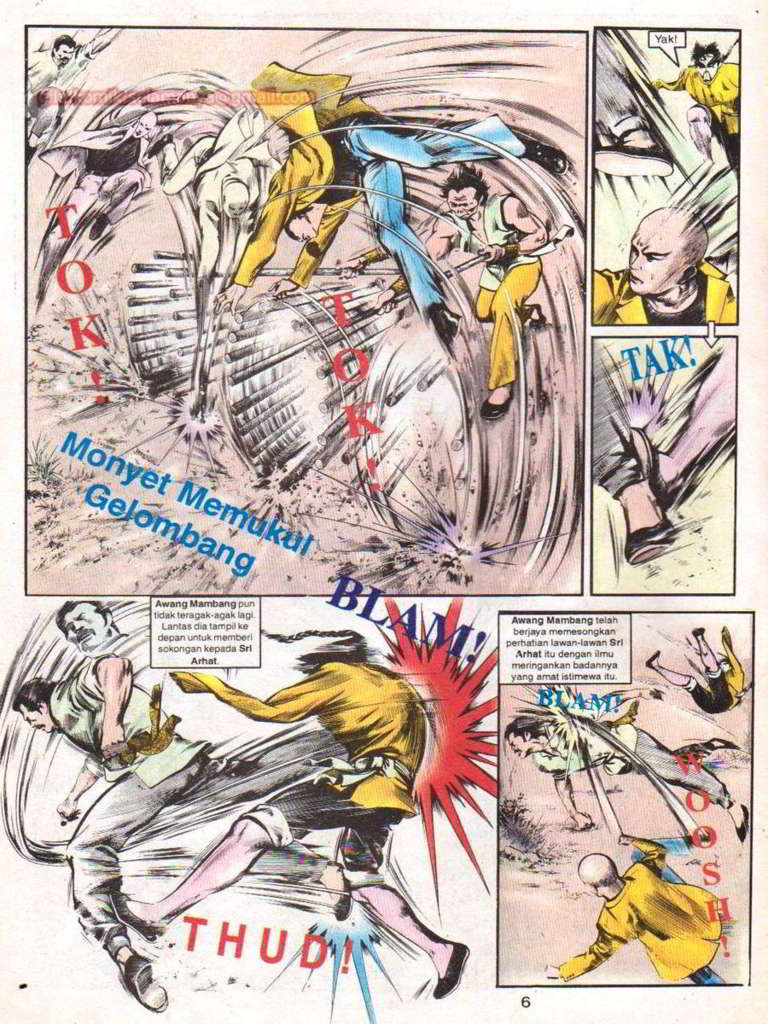 Yak!
TOK!
TOK!
Monyet Memukul
Gelombang
TAK!
Awang Mambang pun
tidak teragak-agak lagi.
Lantas dia tampil ke
depan untuk memberi
sokongan kepada Sri
Arhat.
BLAM!
THUD!
Awang Mambang telah
berjaya memesongkan
perhatian lawan-lawan Sri
Arhat itu dengan ilmu
meringankan badannya
yang amat istimewa itu.
BLAM!
WOOSH!
6